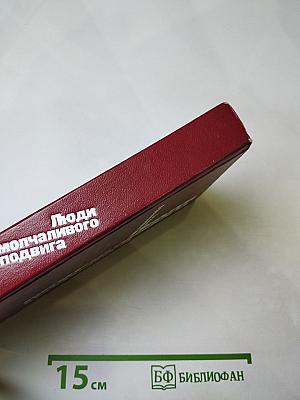 Люди
молчаливого
подвига
15 см
БФ БИБЛИОФАН